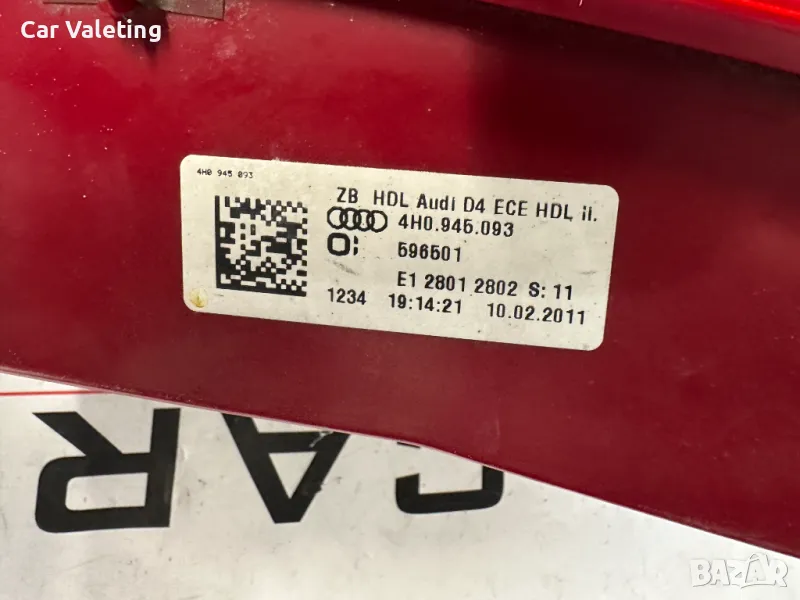 Car Valeting
4H0 945 093
ZB HDL Audi D4 ECE HDL il.
4H0.945.093
596501
E1 2801 2802 S: 11
1234 19:14:21 10.02.2011
CAR
BAZAR